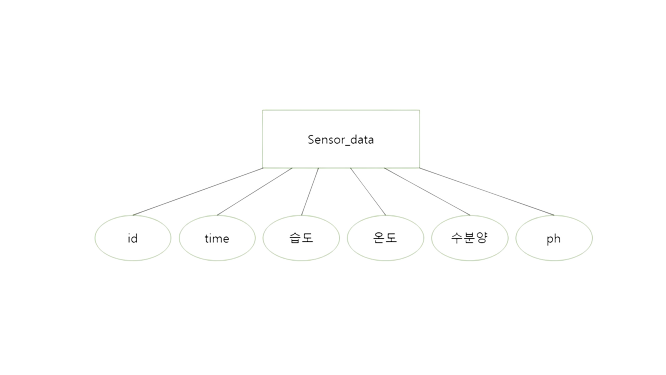 Sensor_data
id
time
습도
온도
수분양
ph